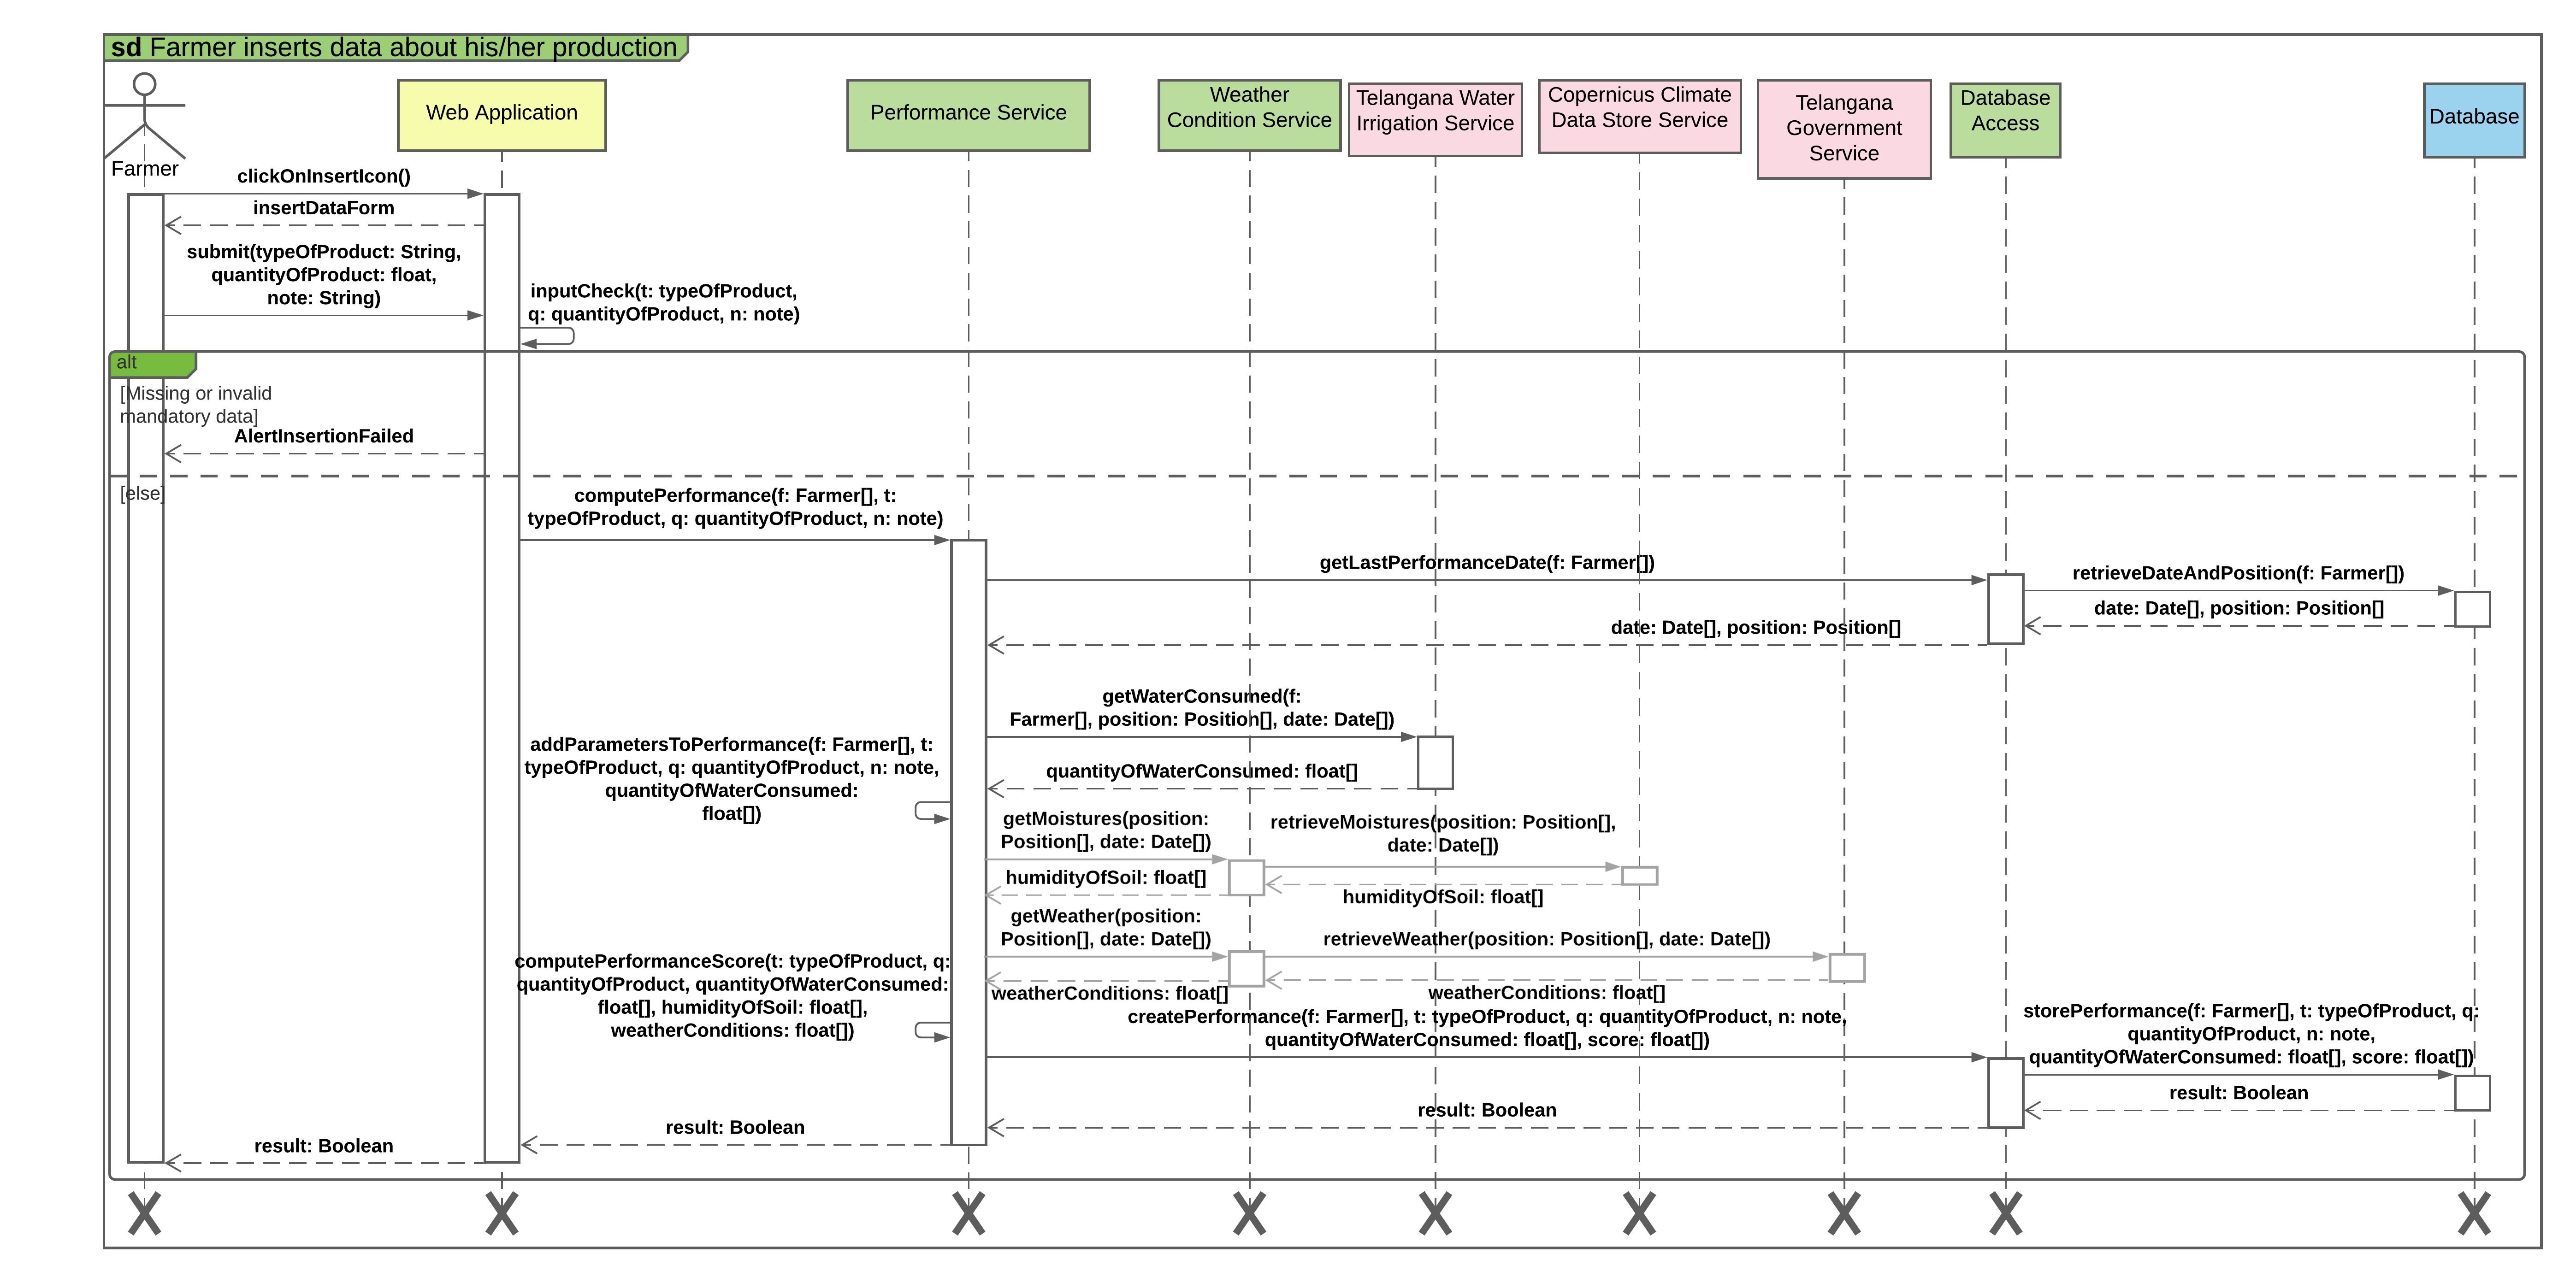 sd Farmer inserts data about his/her production
Farmer
Web Application
Performance Service
Weather
Condition Service
Telangana Water
Irrigation Service
Copernicus Climate
Data Store Service
Telangana
Government
Service
Database
Access
Database
clickOnInsertIcon()
insertDataForm
submit(typeOfProduct: String,
quantityOfProduct: float,
note: String)
inputCheck(t: typeOfProduct,
q: quantityOfProduct, n: note)
alt
[Missing or invalid
mandatory data]
AlertInsertionFailed
[else]
computePerformance(f: Farmer[], t:
typeOfProduct, q: quantityOfProduct, n: note)
getLastPerformanceDate(f: Farmer[])
retrieveDateAndPosition(f: Farmer[])
date: Date[], position: Position[]
date: Date[], position: Position[]
getWaterConsumed(f:
Farmer[], position: Position[], date: Date[])
quantityOfWaterConsumed: float[]
addParametersToPerformance(f: Farmer[], t:
typeOfProduct, q: quantityOfProduct, n: note,
quantityOfWaterConsumed:
float[])
getMoistures(position:
Position[], date: Date[])
retrieveMoistures(position: Position[],
date: Date[])
humidityOfSoil: float[]
humidityOfSoil: float[]
getWeather(position:
Position[], date: Date[])
retrieveWeather(position: Position[], date: Date[])
weatherConditions: float[]
weatherConditions: float[]
computePerformanceScore(t: typeOfProduct, q:
quantityOfProduct, quantityOfWaterConsumed:
float[], humidityOfSoil: float[],
weatherConditions: float[])
createPerformance(f: Farmer[], t: typeOfProduct, q: quantityOfProduct, n: note,
quantityOfWaterConsumed: float[], score: float[])
storePerformance(f: Farmer[], t: typeOfProduct, q:
quantityOfProduct, n: note,
quantityOfWaterConsumed: float[], score: float[])
result: Boolean
result: Boolean
result: Boolean
result: Boolean